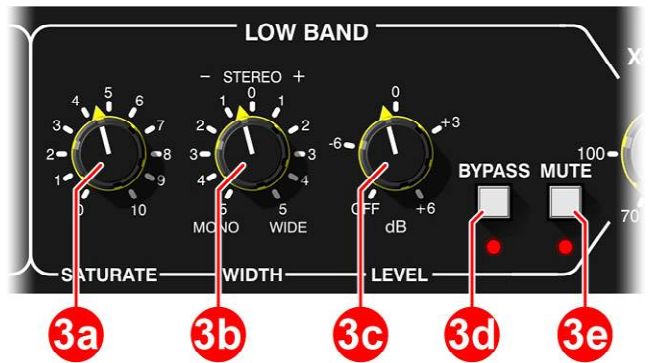 LOW BAND
X
− STEREO +
4 5 6
3 7
2 8
1 9
0 10
1 0 1
2 2
3 3
4 4
5 5
MONO WIDE
0
-6 +3
OFF +6
dB
BYPASS MUTE
100
70
SATURATE WIDTH LEVEL
3a 3b 3c 3d 3e